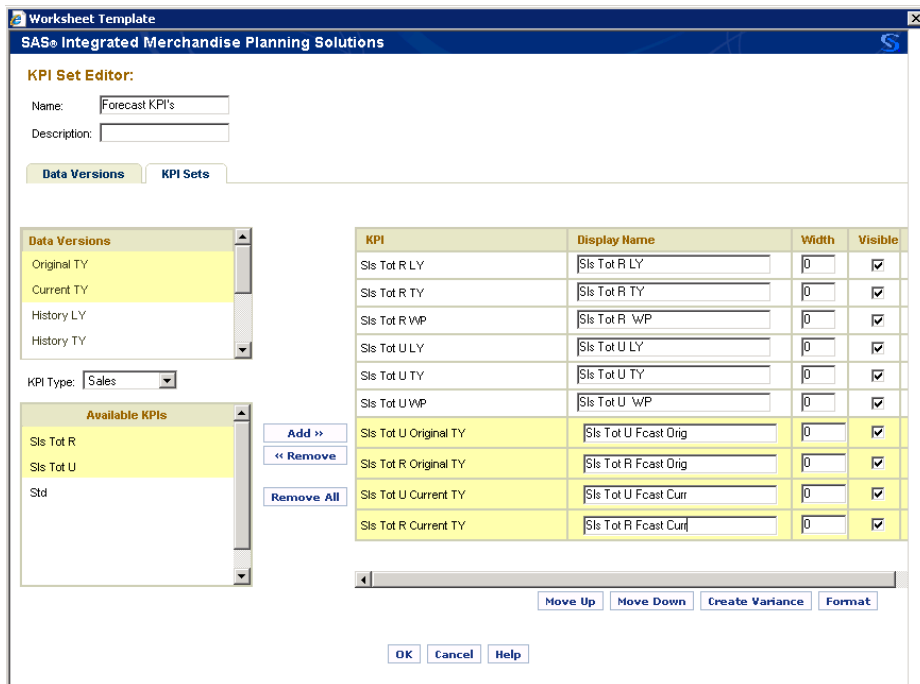 Worksheet Template
SAS® Integrated Merchandise Planning Solutions
KPI Set Editor:
Name: Forecast KPI's
Description:
Data Versions KPI Sets
Data Versions
Original TY
Current TY
History LY
History TY
KPI Type: Sales
Available KPIs
Sls Tot R
Sls Tot U
Std
Add »
« Remove
Remove All
KPI Display Name Width Visible
Sls Tot R LY Sls Tot R LY 0
Sls Tot R TY Sls Tot R TY 0
Sls Tot R WP Sls Tot R WP 0
Sls Tot U LY Sls Tot U LY 0
Sls Tot U TY Sls Tot U TY 0
Sls Tot U WP Sls Tot U WP 0
Sls Tot U Original TY Sls Tot U Fcast Orig 0
Sls Tot R Original TY Sls Tot R Fcast Orig 0
Sls Tot U Current TY Sls Tot U Fcast Curr 0
Sls Tot R Current TY Sls Tot R Fcast Curr 0
Move Up Move Down Create Variance Format
OK Cancel Help